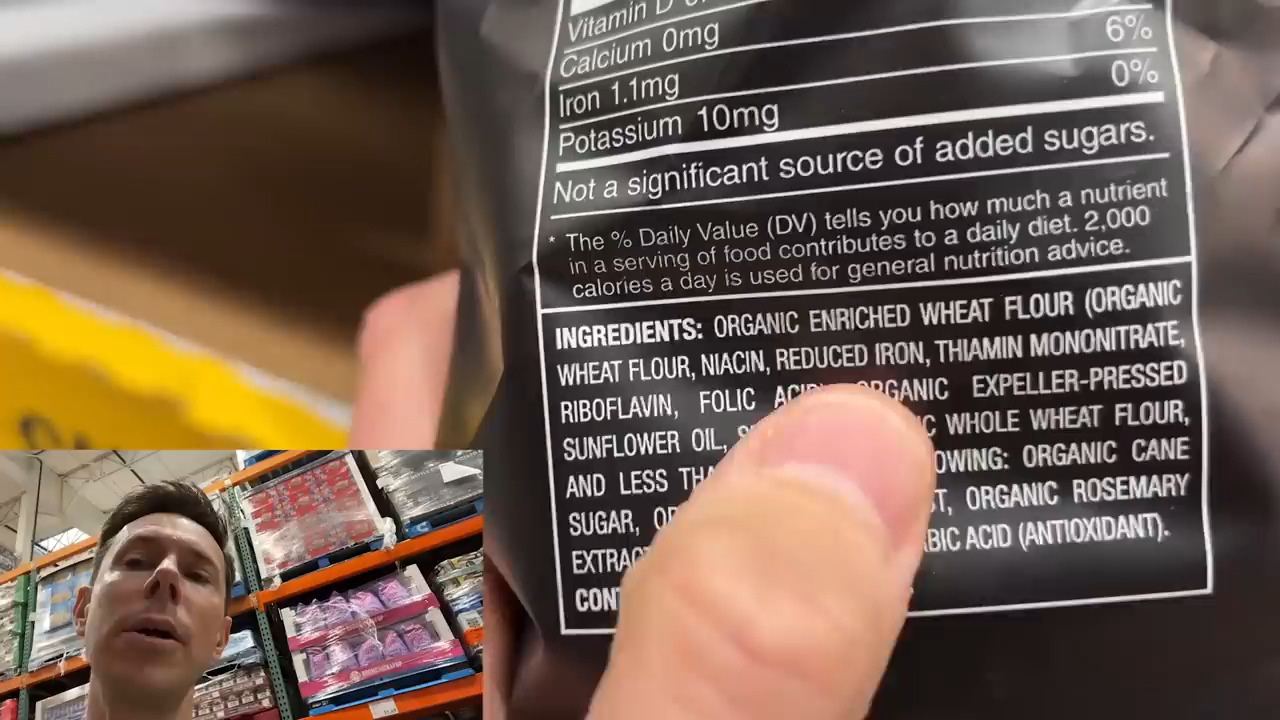 Vitamin D
Calcium 0mg
6%
Iron 1.1mg
0%
Potassium 10mg
Not a significant source of added sugars.
* The % Daily Value (DV) tells you how much a nutrient
in a serving of food contributes to a daily diet. 2,000
calories a day is used for general nutrition advice.
INGREDIENTS: ORGANIC ENRICHED WHEAT FLOUR (ORGANIC
WHEAT FLOUR, NIACIN, REDUCED IRON, THIAMIN MONONITRATE,
RIBOFLAVIN, FOLIC ORGANIC EXPELLER-PRESSED
SUNFLOWER OIL, WHOLE WHEAT FLOUR,
AND LESS ORGANIC CANE
SUGAR, ORGANIC ROSEMARY
ACID (ANTIOXIDANT).